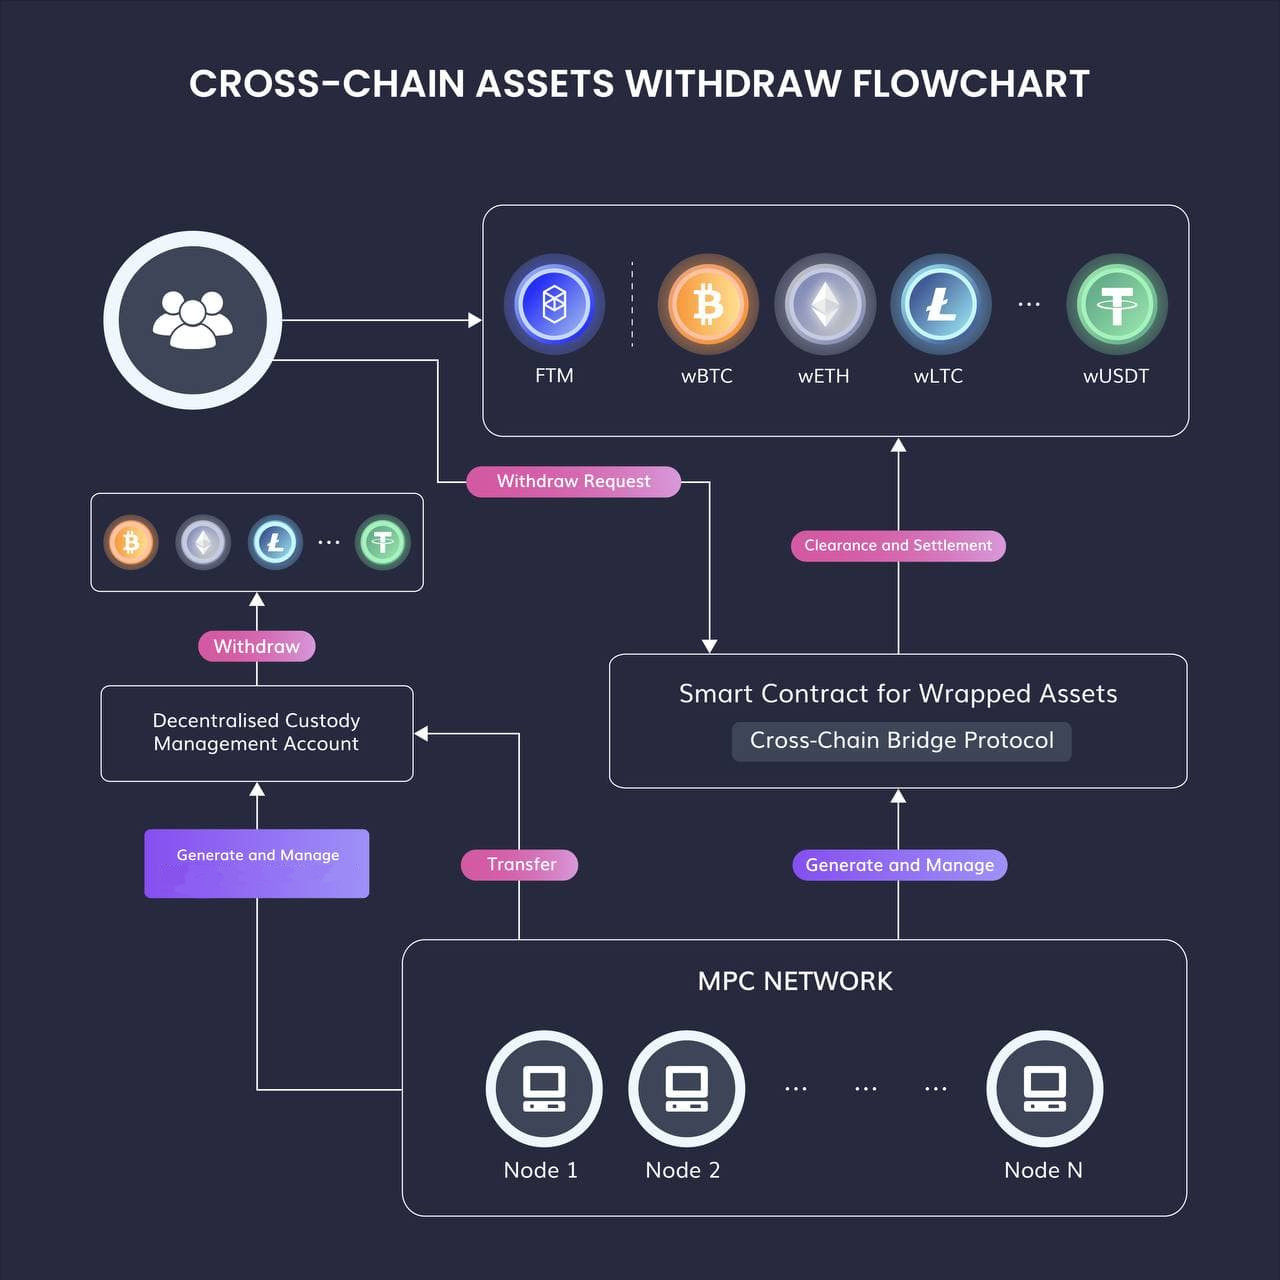 CROSS-CHAIN ASSETS WITHDRAW FLOWCHART
FTM
wBTC
wETH
wLTC
...
wUSDT
Withdraw Request
Clearance and Settlement
...
Withdraw
Decentralised Custody
Management Account
Smart Contract for Wrapped Assets
Cross-Chain Bridge Protocol
Generate and Manage
Transfer
Generate and Manage
MPC NETWORK
... ... ...
Node 1
Node 2
Node N